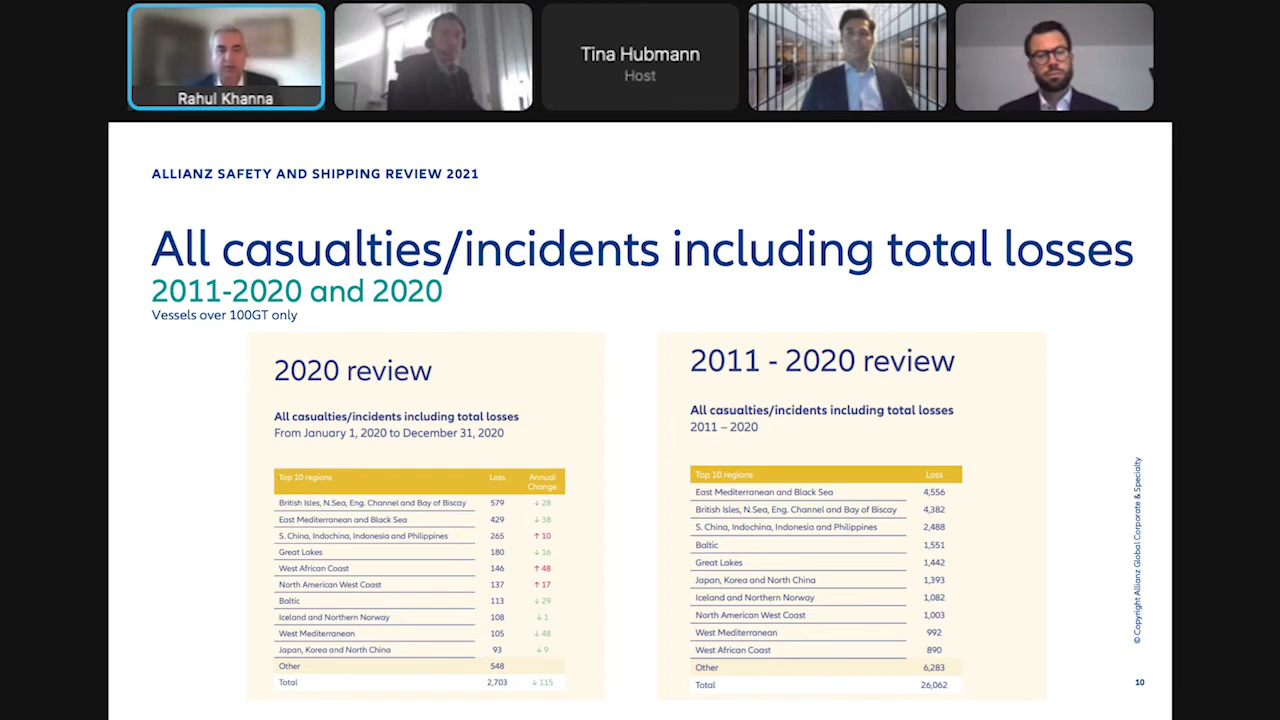 Rahul Khanna
Tina Hubmann
Host
ALLIANZ SAFETY AND SHIPPING REVIEW 2021
All casualties/incidents including total losses
2011-2020 and 2020
Vessels over 100GT only
2020 review
All casualties/incidents including total losses
From January 1, 2020 to December 31, 2020
Top 10 regions Loss Annual Change
British Isles, N.Sea, Eng. Channel and Bay of Biscay 579 ↓ 28
East Mediterranean and Black Sea 429 ↓ 38
S. China, Indochina, Indonesia and Philippines 265 ↑ 10
Great Lakes 180 ↓ 16
West African Coast 146 ↑ 48
North American West Coast 137 ↑ 17
Baltic 113 ↓ 29
Iceland and Northern Norway 108 ↓ 1
West Mediterranean 105 ↓ 48
Japan, Korea and North China 93 ↓ 9
Other 548
Total 2,703 ↓ 115
2011 - 2020 review
All casualties/incidents including total losses
2011 – 2020
Top 10 regions Loss
East Mediterranean and Black Sea 4,556
British Isles, N.Sea, Eng. Channel and Bay of Biscay 4,382
S. China, Indochina, Indonesia and Philippines 2,488
Baltic 1,551
Great Lakes 1,442
Japan, Korea and North China 1,393
Iceland and Northern Norway 1,082
North American West Coast 1,003
West Mediterranean 992
West African Coast 890
Other 6,283
Total 26,062
© Copyright Allianz Global Corporate & Specialty
10